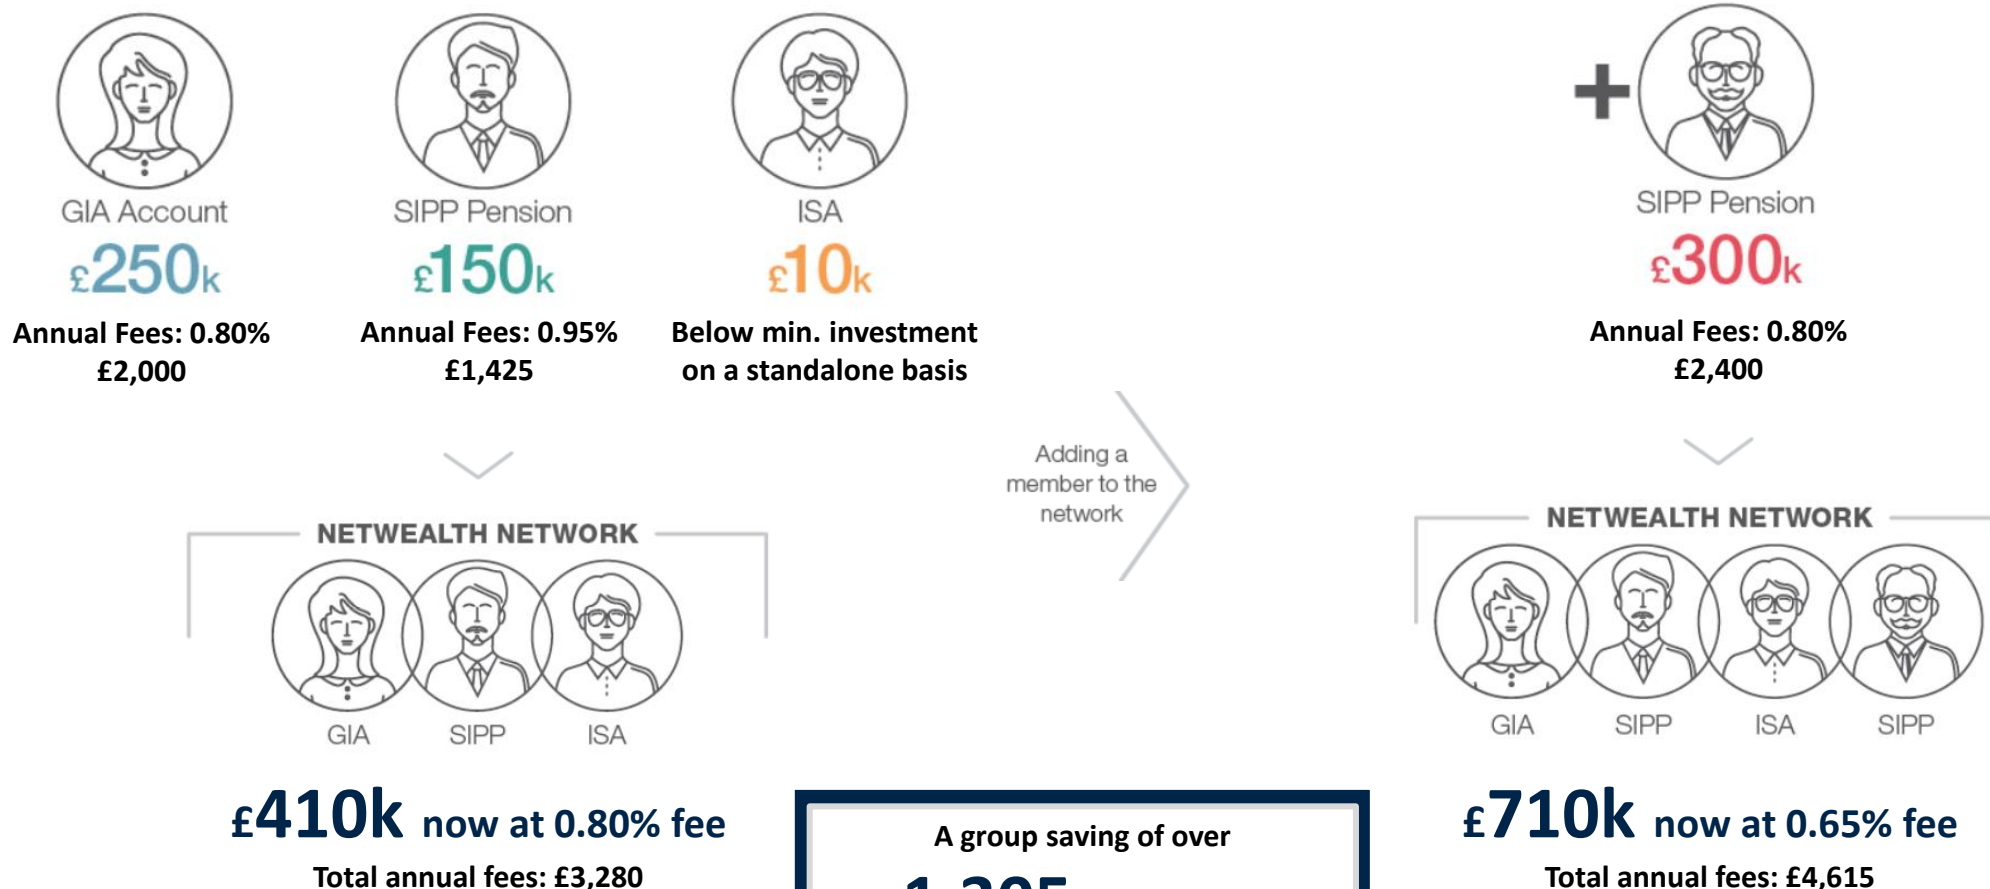 GIA Account
£250k
Annual Fees: 0.80%
£2,000
SIPP Pension
£150k
Annual Fees: 0.95%
£1,425
ISA
£10k
Below min. investment
on a standalone basis
+
SIPP Pension
£300k
Annual Fees: 0.80%
£2,400
Adding a
member to the
network
NETWEALTH NETWORK
GIA SIPP ISA
£410k now at 0.80% fee
Total annual fees: £3,280
A group saving of over
NETWEALTH NETWORK
GIA SIPP ISA SIPP
£710k now at 0.65% fee
Total annual fees: £4,615